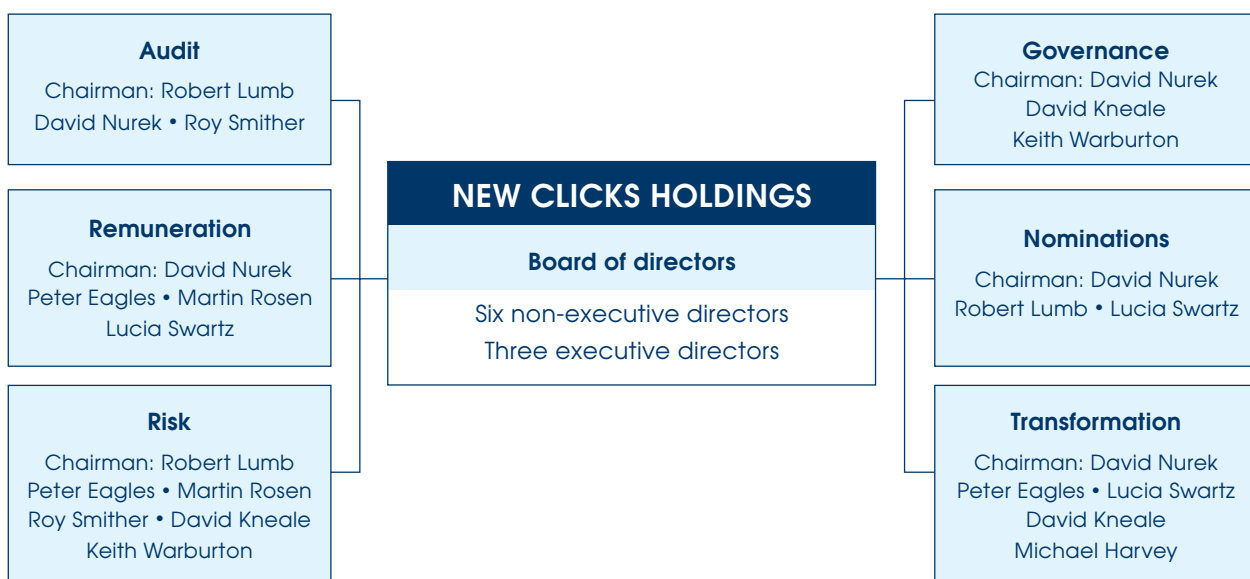 Audit
Chairman: Robert Lumb
David Nurek • Roy Smither
Remuneration
Chairman: David Nurek
Peter Eagles • Martin Rosen
Lucia Swartz
Risk
Chairman: Robert Lumb
Peter Eagles • Martin Rosen
Roy Smither • David Kneale
Keith Warburton
NEW CLICKS HOLDINGS
Board of directors
Six non-executive directors
Three executive directors
Governance
Chairman: David Nurek
David Kneale
Keith Warburton
Nominations
Chairman: David Nurek
Robert Lumb • Lucia Swartz
Transformation
Chairman: David Nurek
Peter Eagles • Lucia Swartz
David Kneale
Michael Harvey